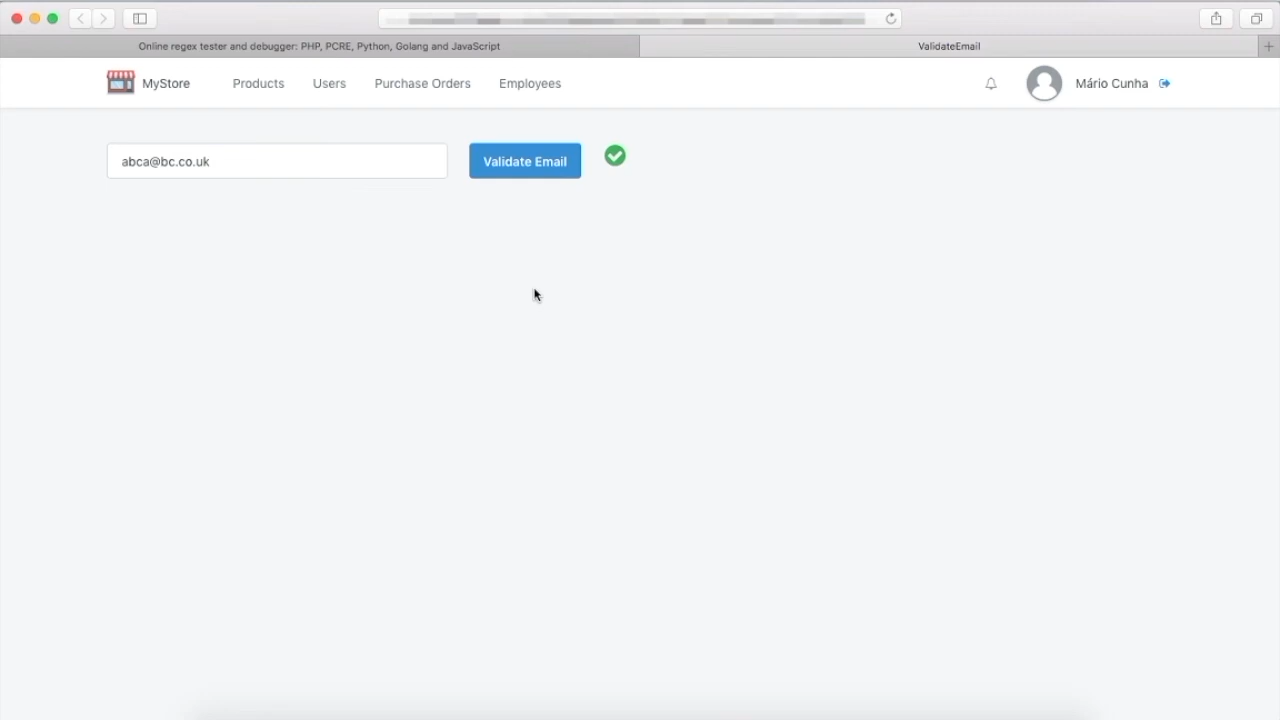 Online regex tester and debugger: PHP, PCRE, Python, Golang and JavaScript
ValidateEmail
MyStore
Products
Users
Purchase Orders
Employees
Mário Cunha
abca@bc.co.uk
Validate Email